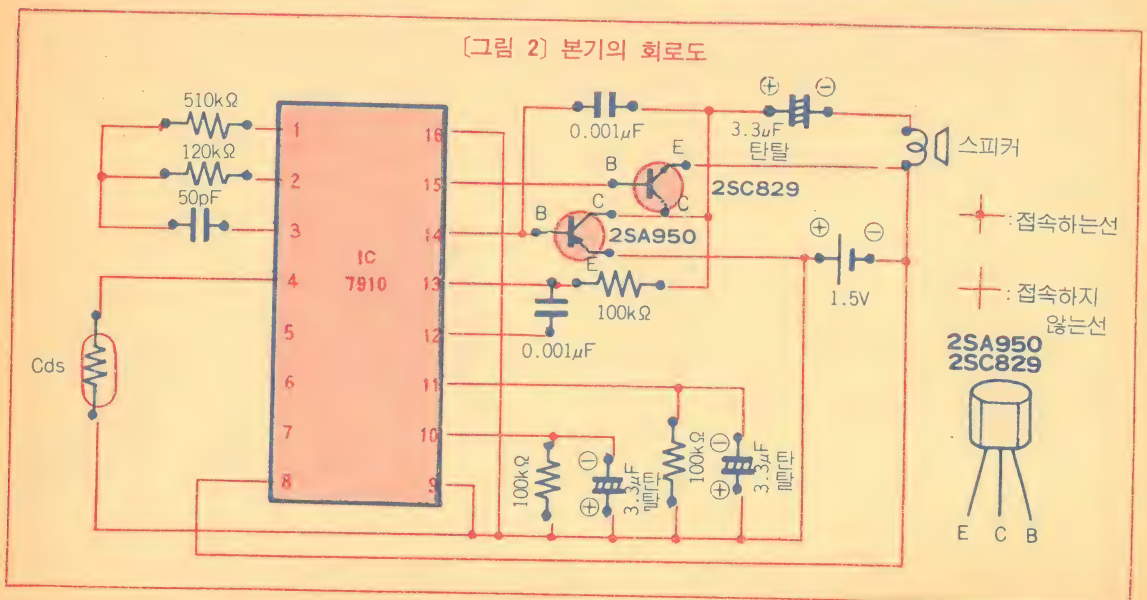 〔그림 2〕 본기의 회로도
510kΩ
120kΩ
50pF
1
2
3
4
5
6
7
8
IC
7910
16
15
14
13
12
11
10
9
Cds
0.001μF
⊕ ⊖
3.3μF
탄탈
스피커
B
E
C
2SC829
B
C
E
2SA950
⊕ ⊖
1.5V
100kΩ
0.001μF
100kΩ
⊖
⊕
3.3μF
탄탈
100kΩ
⊖
⊕
3.3μF
탄탈
: 접속하는선
: 접속하지
않는선
2SA950
2SC829
E C B